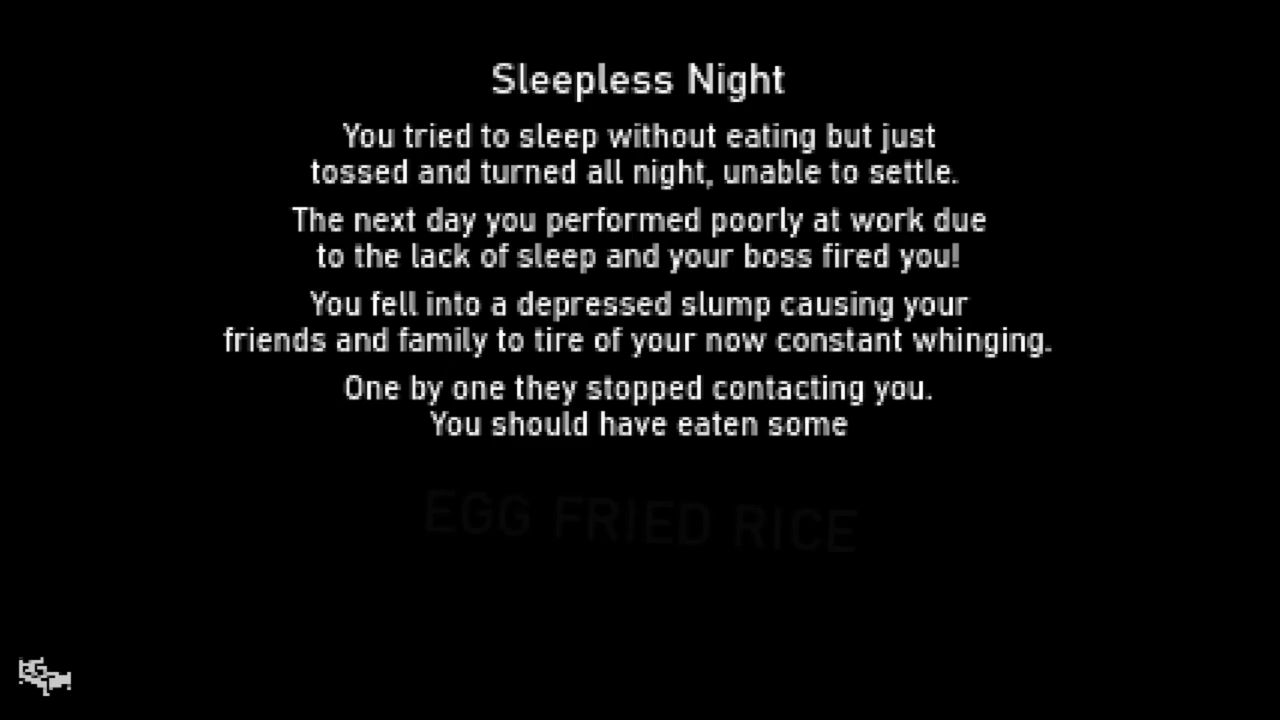 Sleepless Night
You tried to sleep without eating but just
tossed and turned all night, unable to settle.
The next day you performed poorly at work due
to the lack of sleep and your boss fired you!
You fell into a depressed slump causing your
friends and family to tire of your now constant whinging.
One by one they stopped contacting you.
You should have eaten some
EGG FRIED RICE